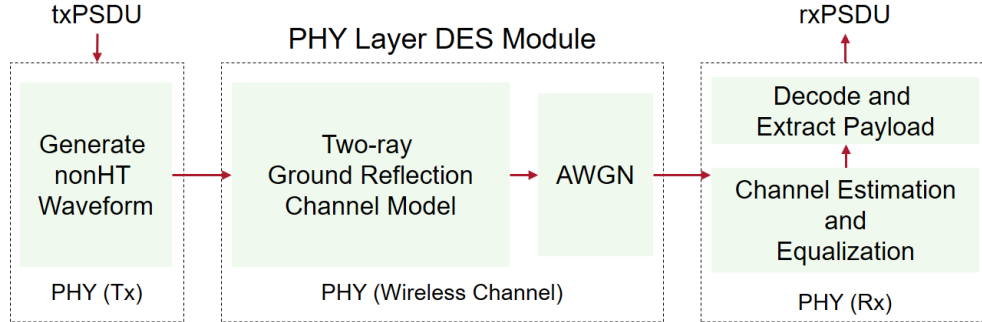 txPSDU
PHY Layer DES Module
rxPSDU
Generate
nonHT
Waveform
PHY (Tx)
Two-ray
Ground Reflection
Channel Model
AWGN
PHY (Wireless Channel)
Decode and
Extract Payload
Channel Estimation
and
Equalization
PHY (Rx)